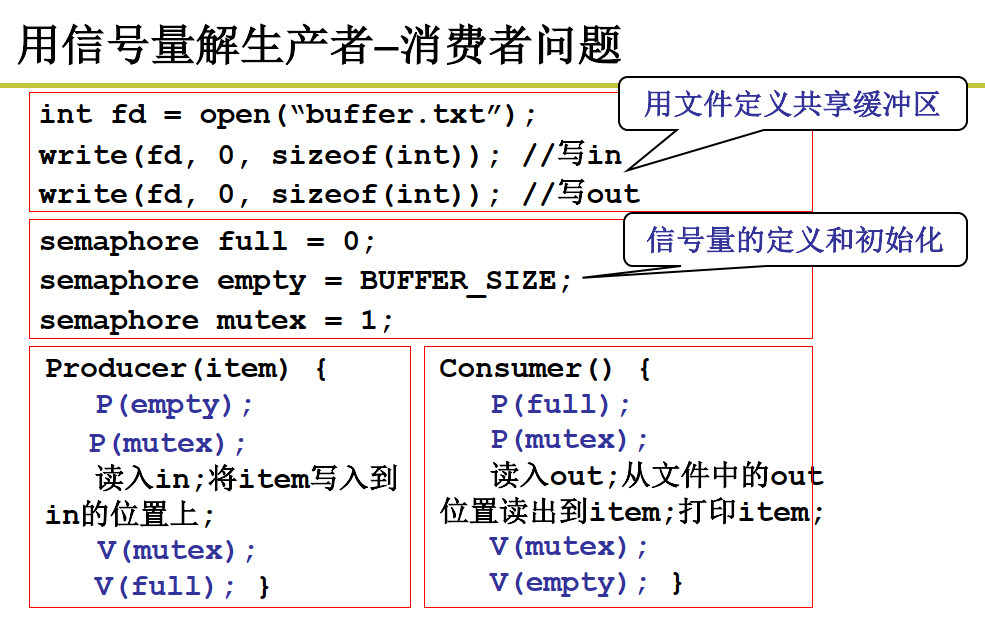 用信号量解生产者–消费者问题
用文件定义共享缓冲区
int fd = open(“buffer.txt”);
write(fd, 0, sizeof(int)); //写in
write(fd, 0, sizeof(int)); //写out
信号量的定义和初始化
semaphore full = 0;
semaphore empty = BUFFER_SIZE;
semaphore mutex = 1;
Producer(item) {
P(empty);
P(mutex);
读入in;将item写入到
in的位置上;
V(mutex);
V(full); }
Consumer() {
P(full);
P(mutex);
读入out;从文件中的out
位置读出到item;打印item;
V(mutex);
V(empty); }